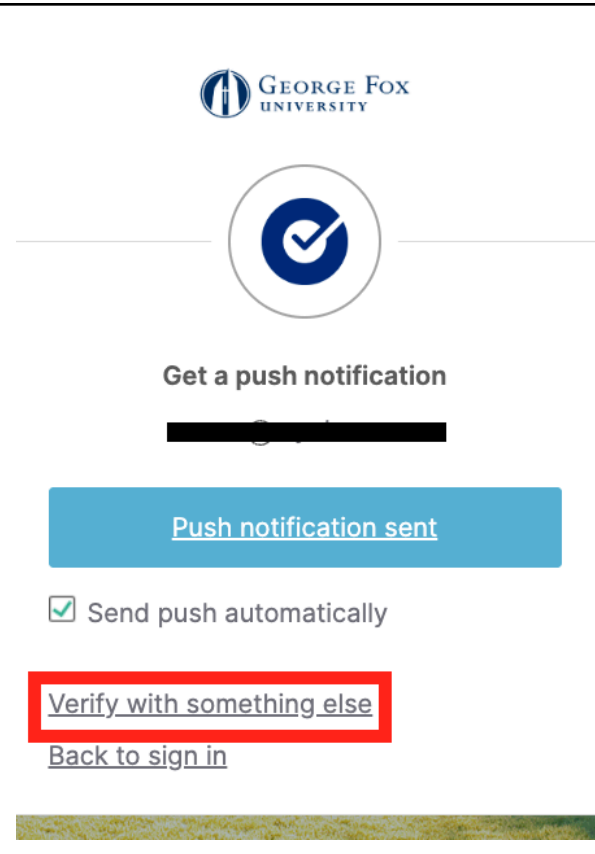 GEORGE FOX
UNIVERSITY
Get a push notification
Push notification sent
Send push automatically
Verify with something else
Back to sign in